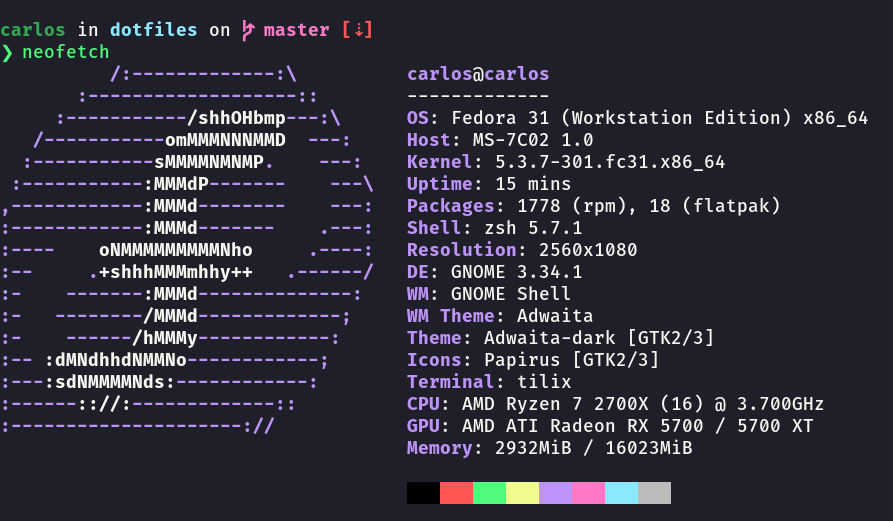 carlos in dotfiles on master [⇣]
❯ neofetch
          /:-------------:\          carlos@carlos
       :-------------------::        -------------
     :-----------/shhOHbmp---:\      OS: Fedora 31 (Workstation Edition) x86_64
   /-----------omMMMNNNMMD  ---:     Host: MS-7C02 1.0
  :-----------sMMMMNMNMP.    ---:    Kernel: 5.3.7-301.fc31.x86_64
 :-----------:MMMdP-------    ---\   Uptime: 15 mins
,------------:MMMd--------    ---:   Packages: 1778 (rpm), 18 (flatpak)
:------------:MMMd-------    .---:   Shell: zsh 5.7.1
:----    oNMMMMMMMMMNho     .----:   Resolution: 2560x1080
:--     .+shhhMMMmhhy++   .------/   DE: GNOME 3.34.1
:-    -------:MMMd--------------:    WM: GNOME Shell
:-   --------/MMMd-------------;     WM Theme: Adwaita
:-    ------/hMMMy------------:      Theme: Adwaita-dark [GTK2/3]
:-- :dMNdhhdNMMNo------------;       Icons: Papirus [GTK2/3]
:---:sdNMMMMNds:------------:        Terminal: tilix
:------:://:-------------::          CPU: AMD Ryzen 7 2700X (16) @ 3.700GHz
:---------------------://            GPU: AMD ATI Radeon RX 5700 / 5700 XT
                                     Memory: 2932MiB / 16023MiB